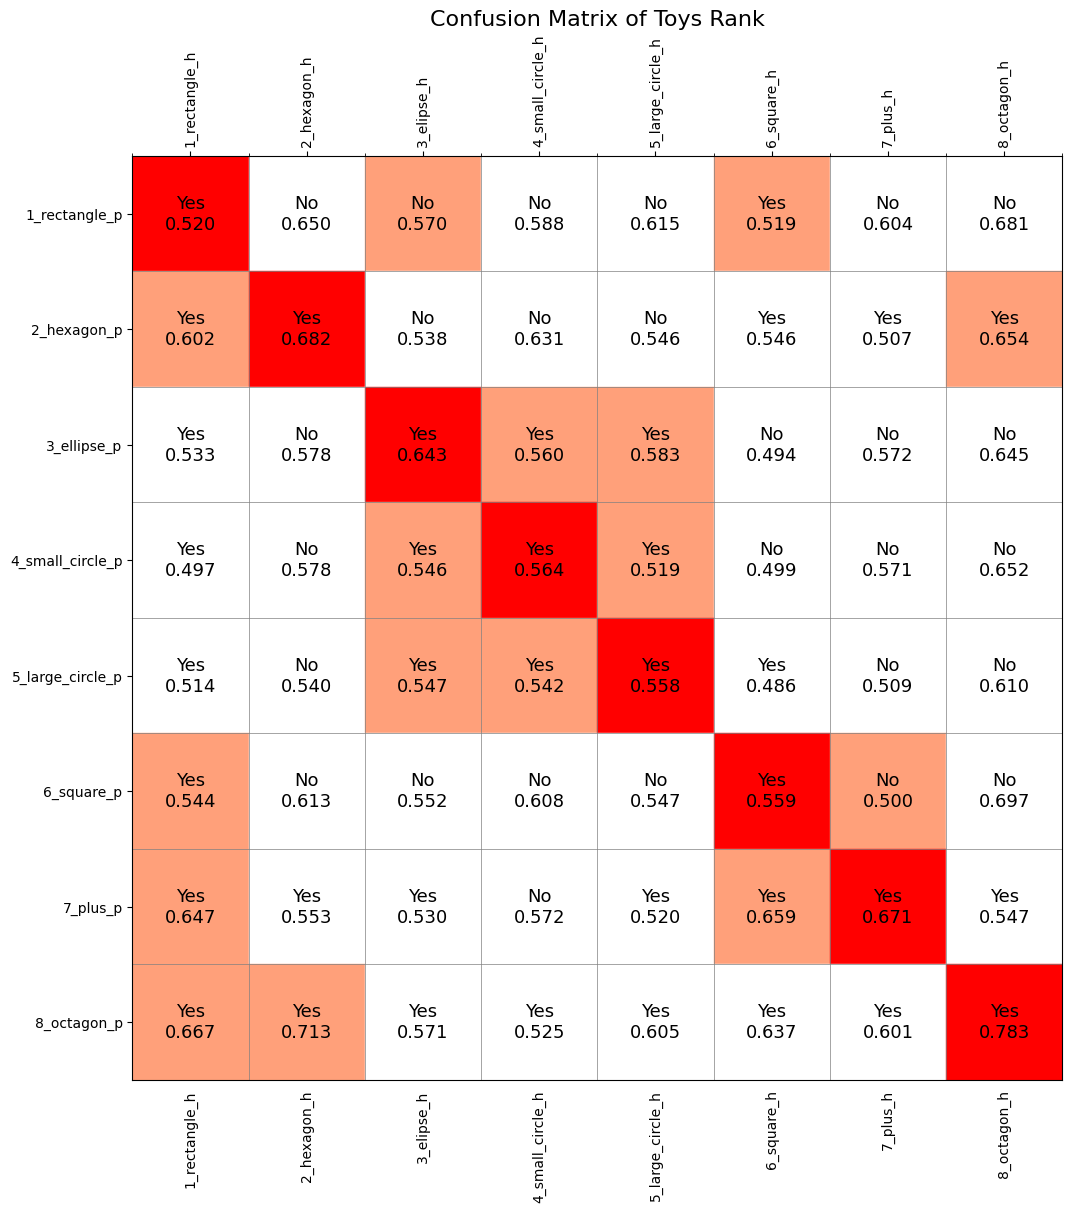 Confusion Matrix of Toys Rank
1_rectangle_h
2_hexagon_h
3_elipse_h
4_small_circle_h
5_large_circle_h
6_square_h
7_plus_h
8_octagon_h
1_rectangle_p
Yes No No No No Yes No No
0.520 0.650 0.570 0.588 0.615 0.519 0.604 0.681
2_hexagon_p
Yes Yes No No No Yes Yes Yes
0.602 0.682 0.538 0.631 0.546 0.546 0.507 0.654
3_ellipse_p
Yes No Yes Yes Yes No No No
0.533 0.578 0.643 0.560 0.583 0.494 0.572 0.645
4_small_circle_p
Yes No Yes Yes Yes No No No
0.497 0.578 0.546 0.564 0.519 0.499 0.571 0.652
5_large_circle_p
Yes No Yes Yes Yes Yes No No
0.514 0.540 0.547 0.542 0.558 0.486 0.509 0.610
6_square_p
Yes No No No No Yes No No
0.544 0.613 0.552 0.608 0.547 0.559 0.500 0.697
7_plus_p
Yes Yes Yes No Yes Yes Yes Yes
0.647 0.553 0.530 0.572 0.520 0.659 0.671 0.547
8_octagon_p
Yes Yes Yes Yes Yes Yes Yes Yes
0.667 0.713 0.571 0.525 0.605 0.637 0.601 0.783
1_rectangle_h
2_hexagon_h
3_elipse_h
4_small_circle_h
5_large_circle_h
6_square_h
7_plus_h
8_octagon_h